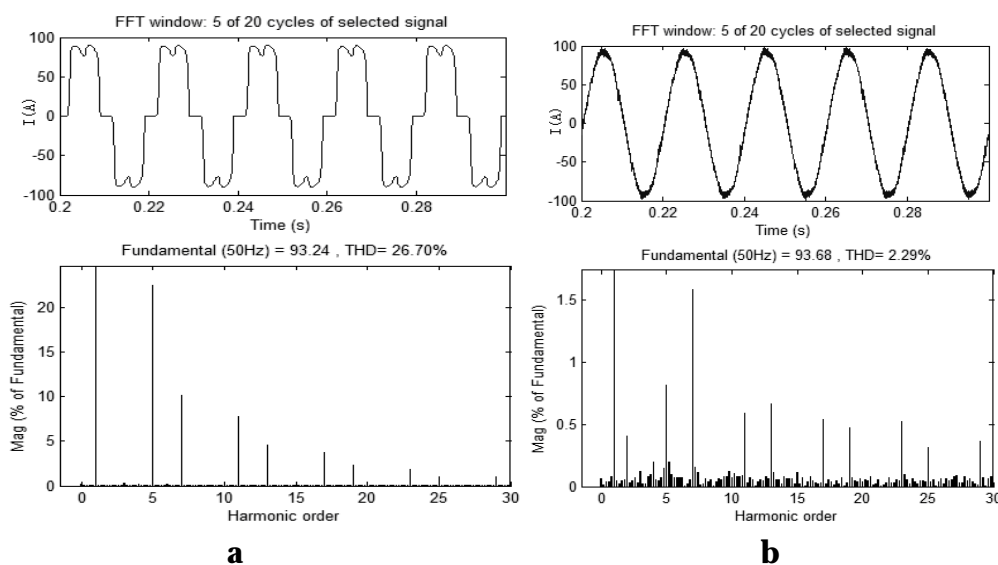 FFT window: 5 of 20 cycles of selected signal
100
50
0
-50
-100
I (A)
0.2 0.22 0.24 0.26 0.28
Time (s)
Fundamental (50Hz) = 93.24 , THD= 26.70%
20
15
10
5
0
Mag (% of Fundamental)
0 5 10 15 20 25 30
Harmonic order
a
FFT window: 5 of 20 cycles of selected signal
100
50
0
-50
-100
I (A)
0.2 0.22 0.24 0.26 0.28
Time (s)
Fundamental (50Hz) = 93.68 , THD= 2.29%
1.5
1
0.5
0
Mag (% of Fundamental)
0 5 10 15 20 25 30
Harmonic order
b